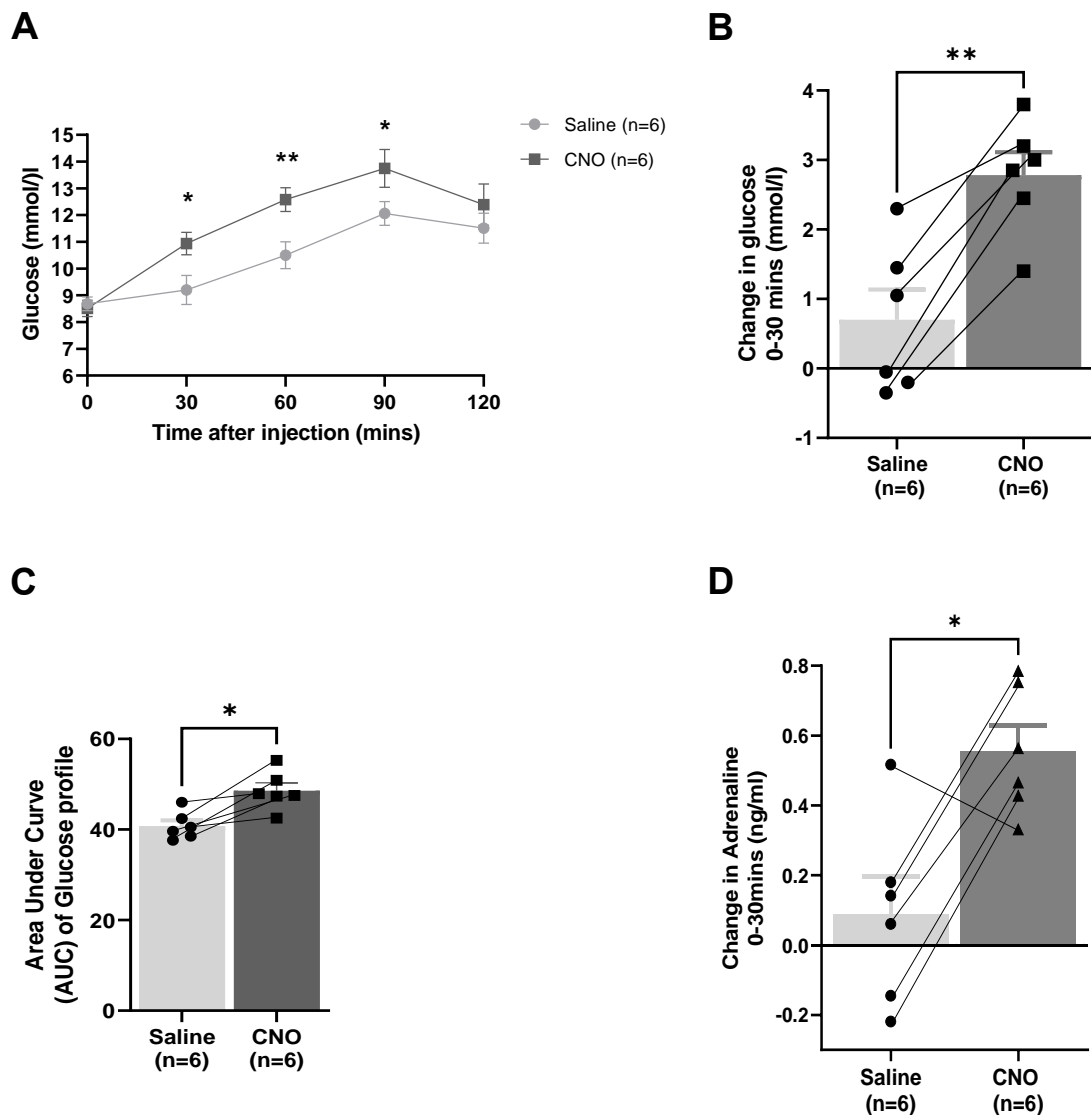 A
Glucose (mmol/)l
15
14
13
12
11
10
9
8
7
6
*
**
*
0 30 60 90 120
Time after injection (mins)
Saline (n=6)
CNO (n=6)
B
**
Change in glucose
0-30 mins (mmol/l)
4
3
2
1
0
-1
Saline CNO
(n=6) (n=6)
C
*
Area Under Curve
(AUC) of Glucose profile
60
40
20
0
Saline CNO
(n=6) (n=6)
D
*
Change in Adrenaline
0-30mins (ng/ml)
0.8
0.6
0.4
0.2
0.0
-0.2
Saline CNO
(n=6) (n=6)